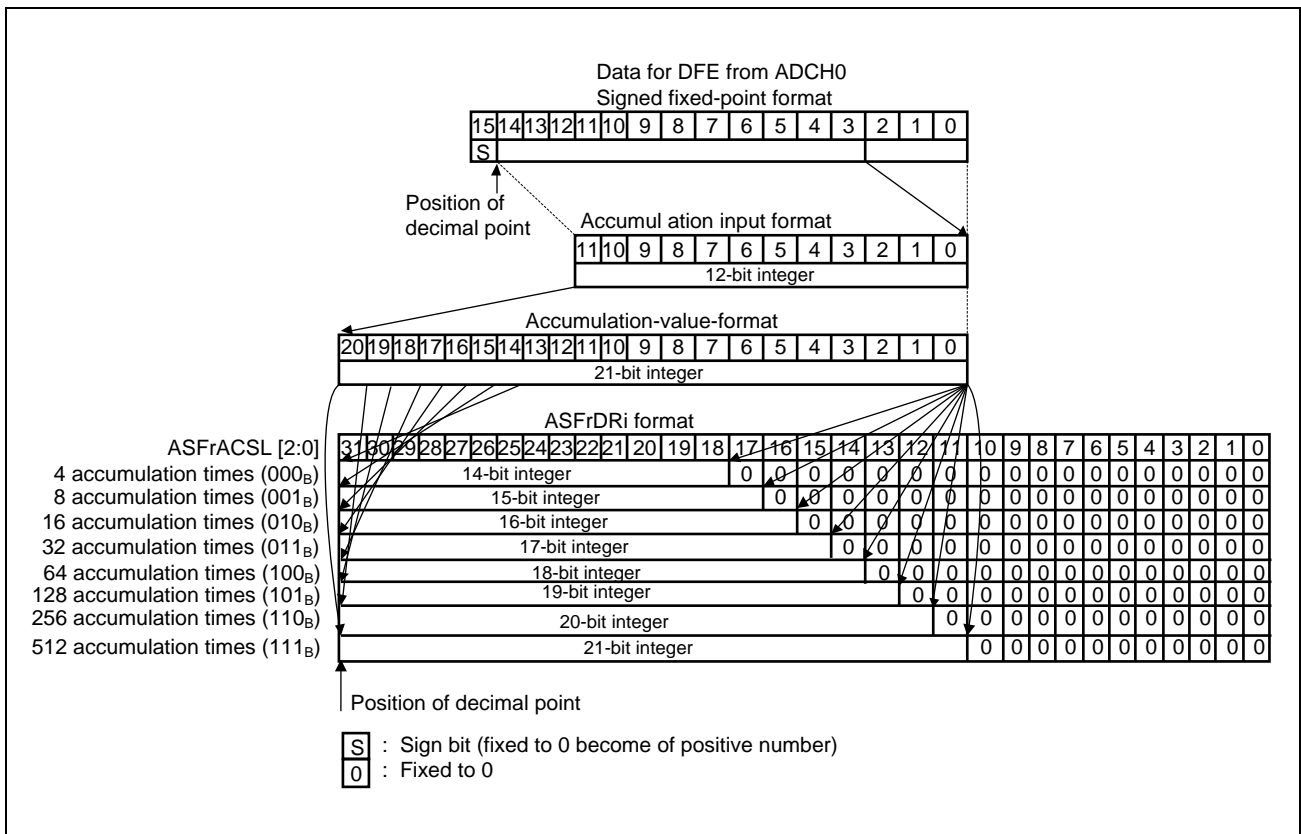 Data for DFE from ADCH0
Signed fixed-point format
15 14 13 12 11 10 9 8 7 6 5 4 3 2 1 0
S
Position of
decimal point
Accumul ation input format
11 10 9 8 7 6 5 4 3 2 1 0
12-bit integer
Accumulation-value-format
20 19 18 17 16 15 14 13 12 11 10 9 8 7 6 5 4 3 2 1 0
21-bit integer
ASFrDRi format
ASFrACSL [2:0] 31 30 29 28 27 26 25 24 23 22 21 20 19 18 17 16 15 14 13 12 11 10 9 8 7 6 5 4 3 2 1 0
4 accumulation times (000B) 14-bit integer 0 0 0 0 0 0 0 0 0 0 0 0 0 0 0 0 0 0
8 accumulation times (001B) 15-bit integer 0 0 0 0 0 0 0 0 0 0 0 0 0 0 0 0 0
16 accumulation times (010B) 16-bit integer 0 0 0 0 0 0 0 0 0 0 0 0 0 0 0 0
32 accumulation times (011B) 17-bit integer 0 0 0 0 0 0 0 0 0 0 0 0 0 0 0
64 accumulation times (100B) 18-bit integer 0 0 0 0 0 0 0 0 0 0 0 0 0 0
128 accumulation times (101B) 19-bit integer 0 0 0 0 0 0 0 0 0 0 0 0 0
256 accumulation times (110B) 20-bit integer 0 0 0 0 0 0 0 0 0 0 0 0
512 accumulation times (111B) 21-bit integer 0 0 0 0 0 0 0 0 0 0 0
Position of decimal point
S : Sign bit (fixed to 0 become of positive number)
0 : Fixed to 0